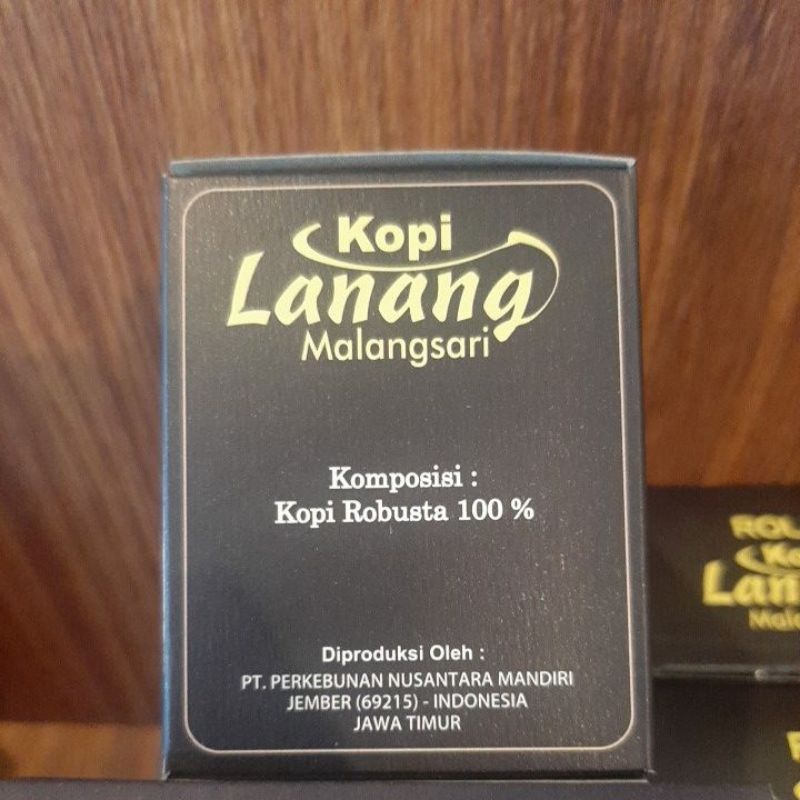 Kopi
Lanang
Malangsari
Komposisi :
Kopi Robusta 100 %
Diproduksi Oleh :
PT. PERKEBUNAN NUSANTARA MANDIRI
JEMBER (69215) - INDONESIA
JAWA TIMUR